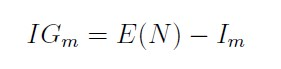 IG_m = E(N) − I_m